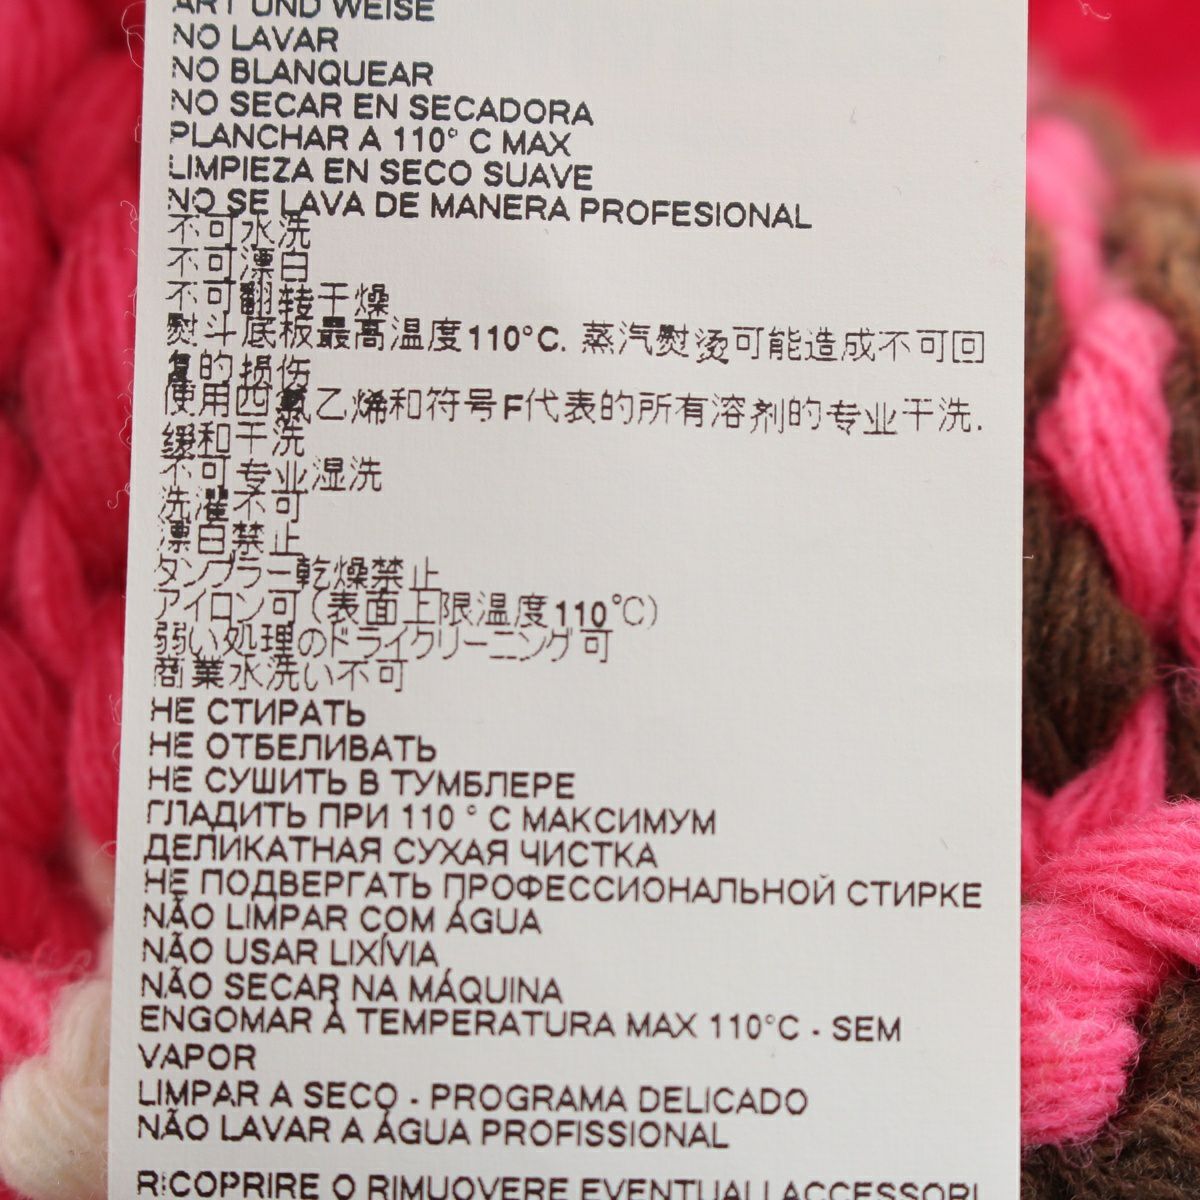 ART UND WEISE
NO LAVAR
NO BLANQUEAR
NO SECAR EN SECADORA
PLANCHAR A 110° C MAX
LIMPIEZA EN SECO SUAVE
NO SE LAVA DE MANERA PROFESIONAL
不可水洗
不可漂白
不可翻转干燥
熨斗底板最高温度110°C. 蒸汽熨烫可能造成不可回
复的损伤
使用四氯乙烯和符号F代表的所有溶剂的专业干洗.
缓和干洗
不可专业湿洗
洗濯不可
漂白禁止
タンブラー乾燥禁止
アイロン可(表面上限温度110℃)
弱い処理のドライクリーニング可
商業水洗い不可
НЕ СТИРАТЬ
НЕ ОТБЕЛИВАТЬ
НЕ СУШИТЬ В ТУМБЛЕРЕ
ГЛАДИТЬ ПРИ 110 ° С МАКСИМУМ
ДЕЛИКАТНАЯ СУХАЯ ЧИСТКА
НЕ ПОДВЕРГАТЬ ПРОФЕССИОНАЛЬНОЙ СТИРКЕ
NÃO LIMPAR COM ÁGUA
NÃO USAR LIXÍVIA
NÃO SECAR NA MÁQUINA
ENGOMAR À TEMPERATURA MAX 110°C - SEM
VAPOR
LIMPAR A SECO - PROGRAMA DELICADO
NÃO LAVAR A ÁGUA PROFISSIONAL
RICOPRIRE O RIMUOVERE EVENTUALI ACCESSORI